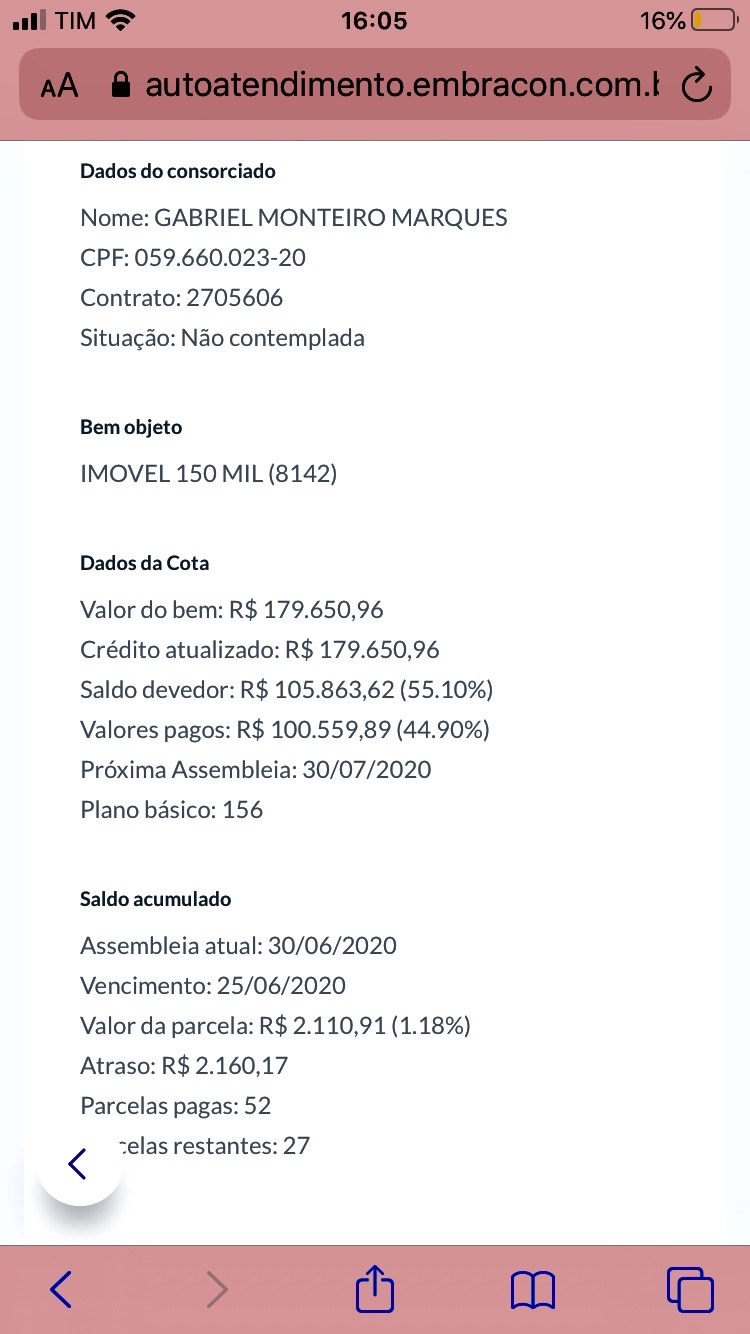 TIM 16:05 16%
AA autoatendimento.embracon.com.b
Dados do consorciado
Nome: GABRIEL MONTEIRO MARQUES
CPF: 059.660.023-20
Contrato: 2705606
Situação: Não contemplada
Bem objeto
IMOVEL 150 MIL (8142)
Dados da Cota
Valor do bem: R$ 179.650,96
Crédito atualizado: R$ 179.650,96
Saldo devedor: R$ 105.863,62 (55.10%)
Valores pagos: R$ 100.559,89 (44.90%)
Próxima Assembleia: 30/07/2020
Plano básico: 156
Saldo acumulado
Assembleia atual: 30/06/2020
Vencimento: 25/06/2020
Valor da parcela: R$ 2.110,91 (1.18%)
Atraso: R$ 2.160,17
Parcelas pagas: 52
celas restantes: 27